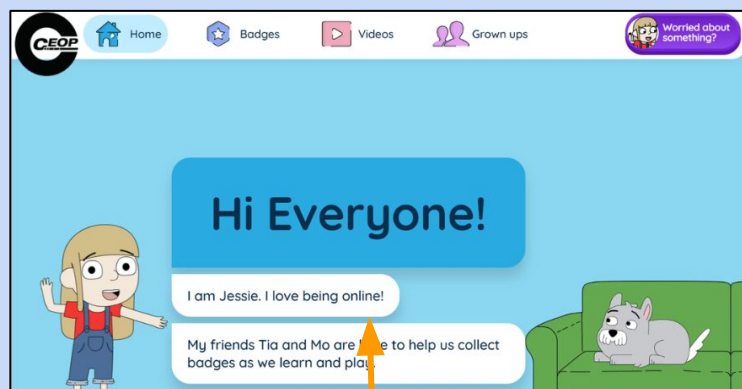 CEOP
Home
Badges
Videos
Grown ups
Worried about
something?
Hi Everyone!
I am Jessie. I love being online!
My friends Tia and Mo are to help us collect
badges as we learn and play.